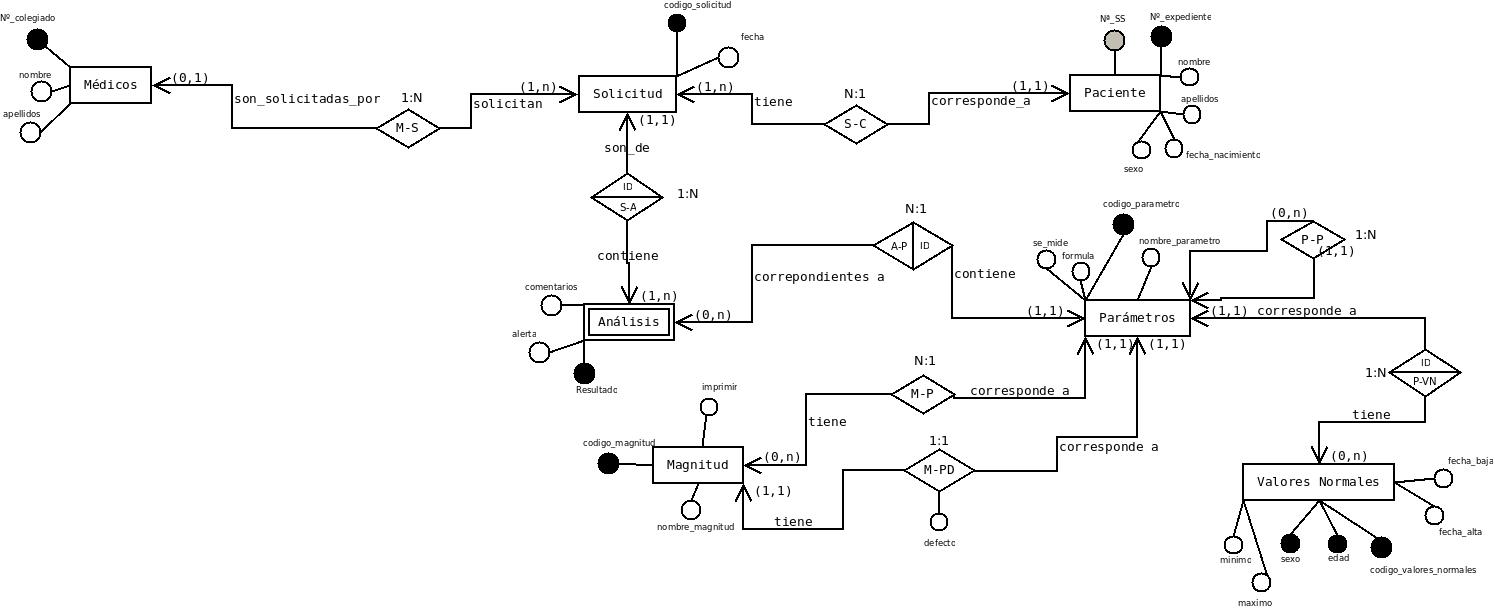 Nº_colegiado
nombre
apellidos
Médicos
(0,1)
son_solicitadas_por
1:N
M-S
solicitan
(1,n)
codigo_solicitud
fecha
Solicitud
(1,n)
tiene
N:1
S-C
corresponde_a
(1,1)
Nª_SS
Nº_expediente
nombre
Paciente
apellidos
fecha_nacimiento
sexo
(1,1)
son_de
ID
S-A
1:N
contiene
(1,n)
comentarios
alerta
Análisis
Resultado
(0,n)
correpondientes a
N:1
A-P
ID
contiene
(1,1)
codigo_parametro
se_mide
formula
nombre_parametro
Parámetros
(0,n)
P-P
1:N
(1,1)
(1,1)
corresponde a
(1,1)
(1,1)
ID
P-VN
1:N
tiene
(0,n)
N:1
M-P
corresponde a
tiene
(0,n)
imprimir
codigo_magnitud
Magnitud
nombre_magnitud
(1,1)
tiene
1:1
M-PD
corresponde a
defecto
Valores Normales
fecha_baja
fecha_alta
minimo
maximo
sexo
edad
codigo_valores_normales